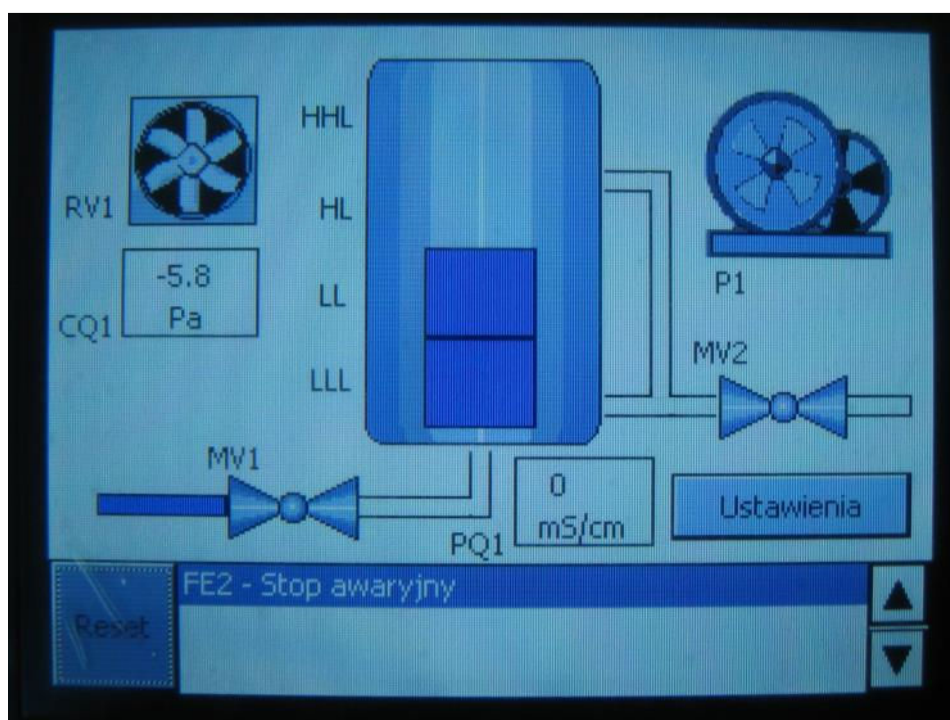 HHL
RV1
HL
-5.8
Pa
CQ1
LL
LLL
P1
MV2
MV1
0
mS/cm
PQ1
Ustawienia
FE2 - Stop awaryjny
Reset